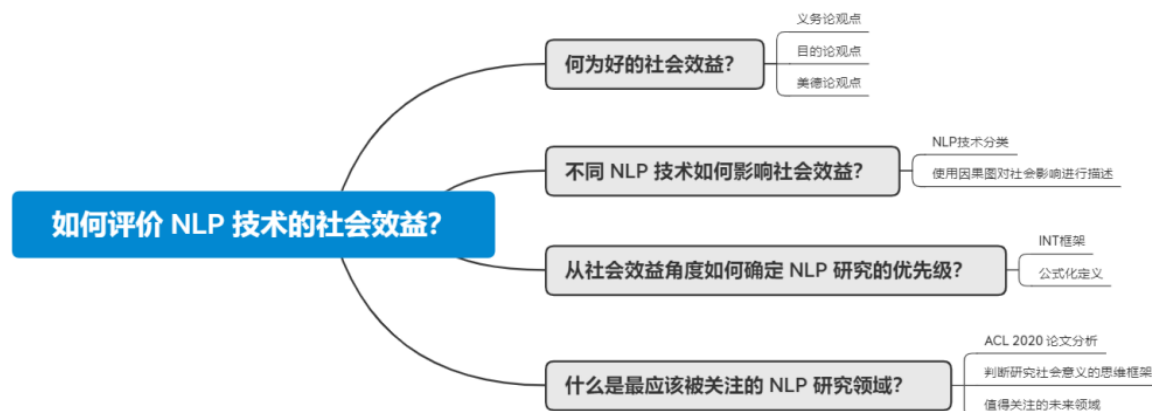 如何评价 NLP 技术的社会效益？
何为好的社会效益？
义务论观点
目的论观点
美德论观点
不同 NLP 技术如何影响社会效益？
NLP技术分类
使用因果图对社会影响进行描述
从社会效益角度如何确定 NLP 研究的优先级？
INT框架
公式化定义
什么是最应该被关注的 NLP 研究领域？
ACL 2020 论文分析
判断研究社会意义的思维框架
值得关注的未来领域